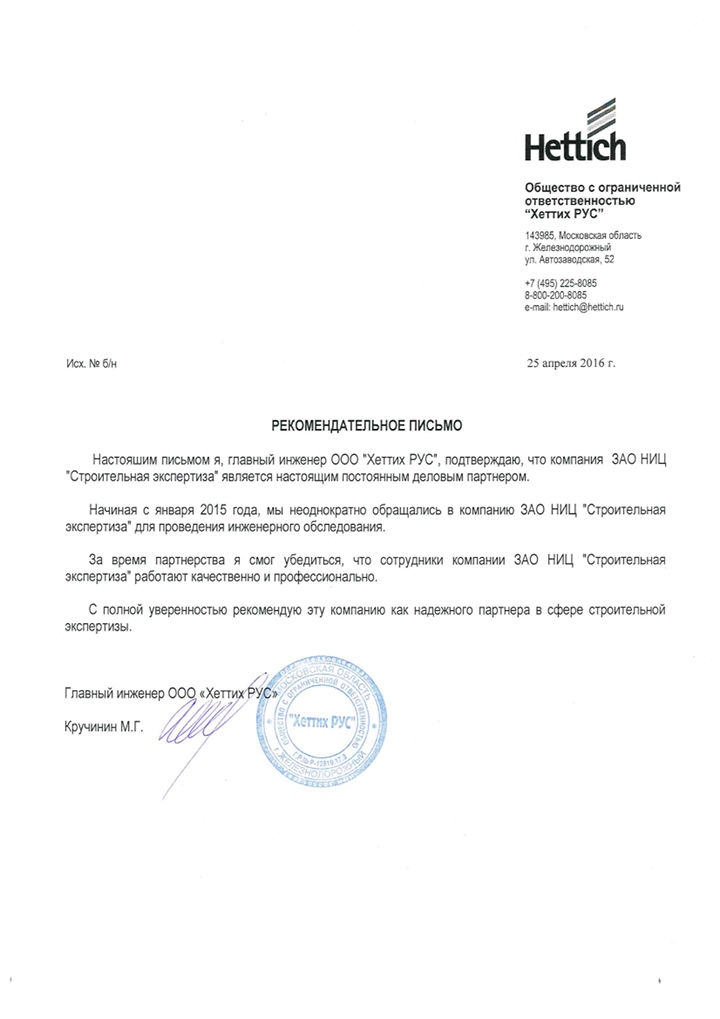 Hettich
Общество с ограниченной
ответственностью
“Хеттих РУС”
143985, Московская область
г. Железнодорожный
ул. Автозаводская, 52
+7 (495) 225-8085
8-800-200-8085
e-mail: hettich@hettich.ru
Исх. № б/н
25 апреля 2016 г.
РЕКОМЕНДАТЕЛЬНОЕ ПИСЬМО
Настояшим письмом я, главный инженер ООО "Хеттих РУС", подтверждаю, что компания ЗАО НИЦ
"Строительная экспертиза" является настоящим постоянным деловым партнером.
Начиная с января 2015 года, мы неоднократно обращались в компанию ЗАО НИЦ "Строительная
экспертиза" для проведения инженерного обследования.
За время партнерства я смог убедиться, что сотрудники компании ЗАО НИЦ "Строительная
экспертиза" работают качественно и профессионально.
С полной уверенностью рекомендую эту компанию как надежного партнера в сфере строительной
экспертизы.
Главный инженер ООО «Хеттих РУС»
Кручинин М.Г.
МОСКОВСКАЯ ОБЛАСТЬ
ОБЩЕСТВО С ОГРАНИЧЕННОЙ ОТВЕТСТВЕННОСТЬЮ
"Хеттих РУС"
г. ЖЕЛЕЗНОДОРОЖНЫЙ